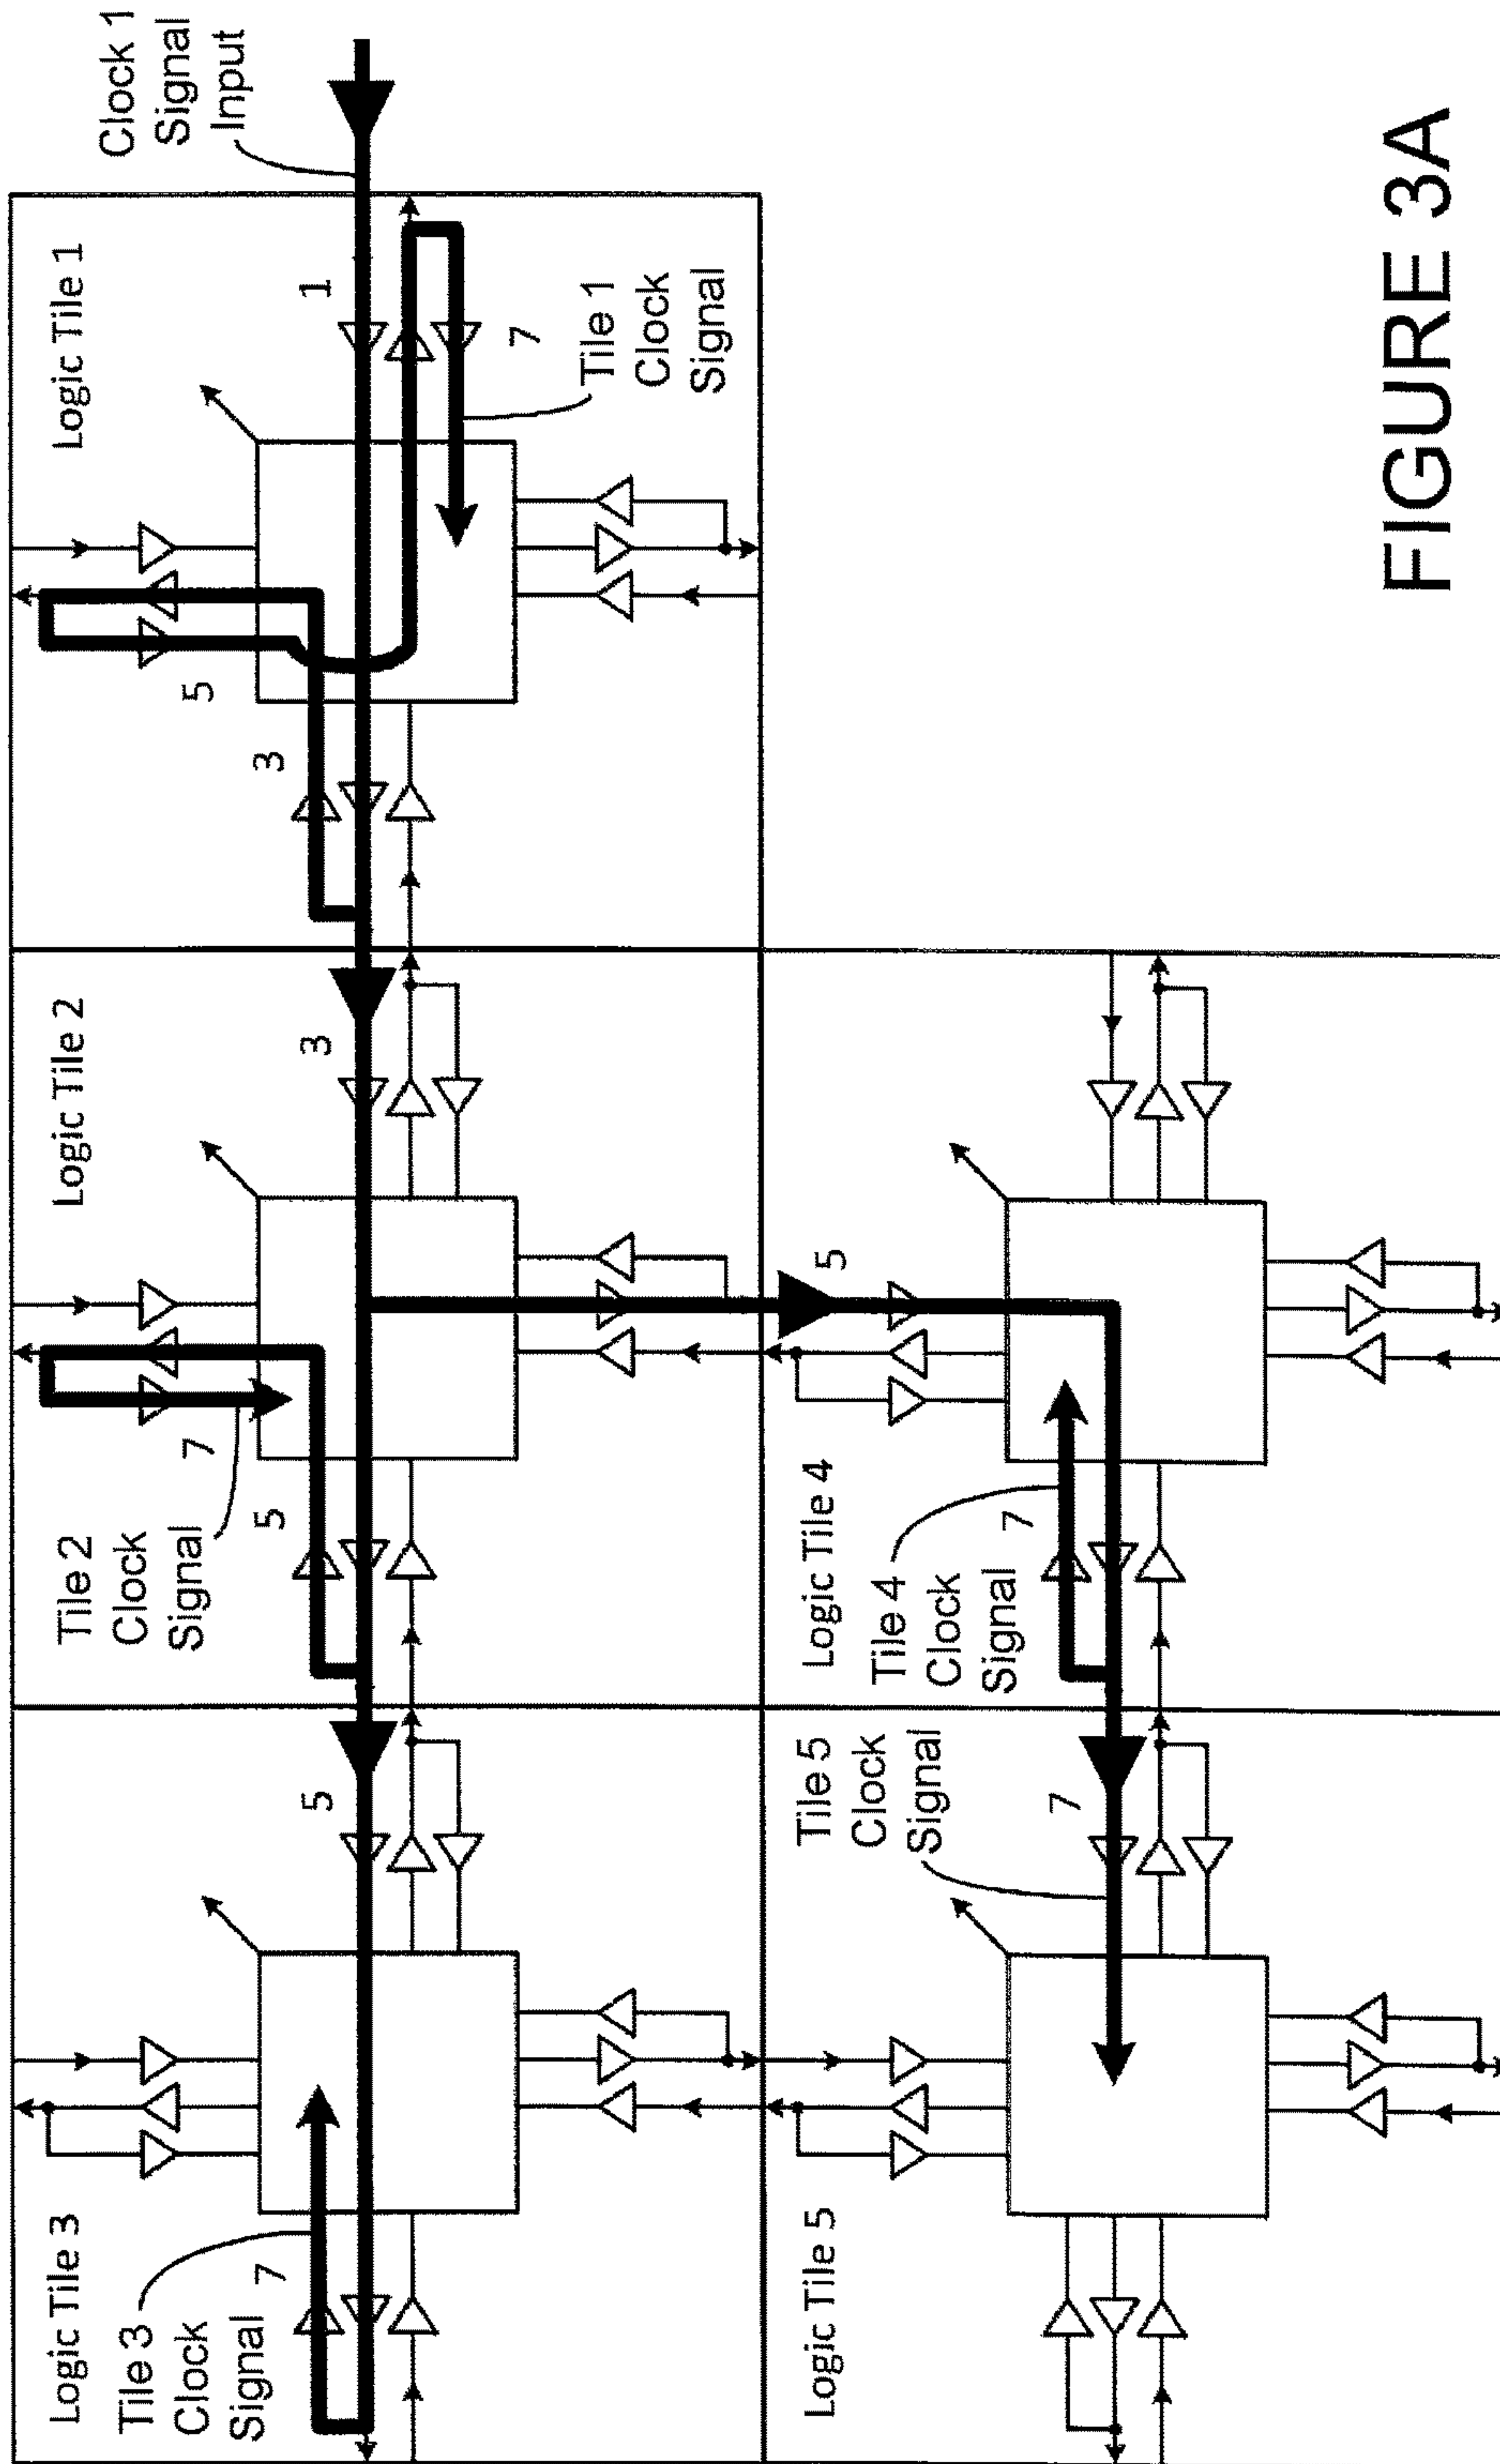 Logic Tile 3
Tile 3
Clock
Signal
7
5
Tile 2
Clock
Signal
Logic Tile 2
7
5
3
Logic Tile 1
5
3
1
7
Tile 1
Clock
Signal
Clock 1
Signal
Input
Logic Tile 5
Tile 5
Clock
Signal
7
Logic Tile 4
Tile 4
Clock
Signal
7
5
FIGURE 3A